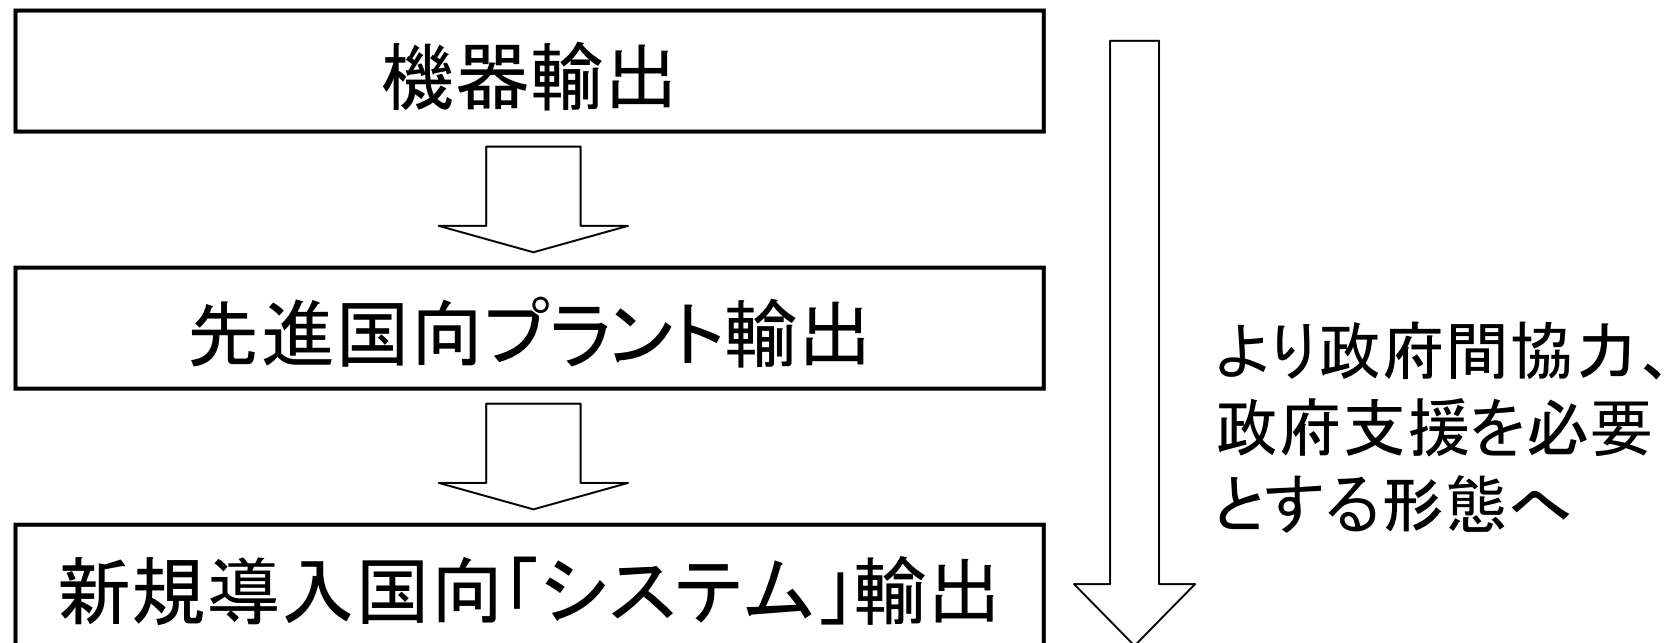 機器輸出
先進国向プラント輸出
新規導入国向「システム」輸出
より政府間協力、
政府支援を必要
とする形態へ